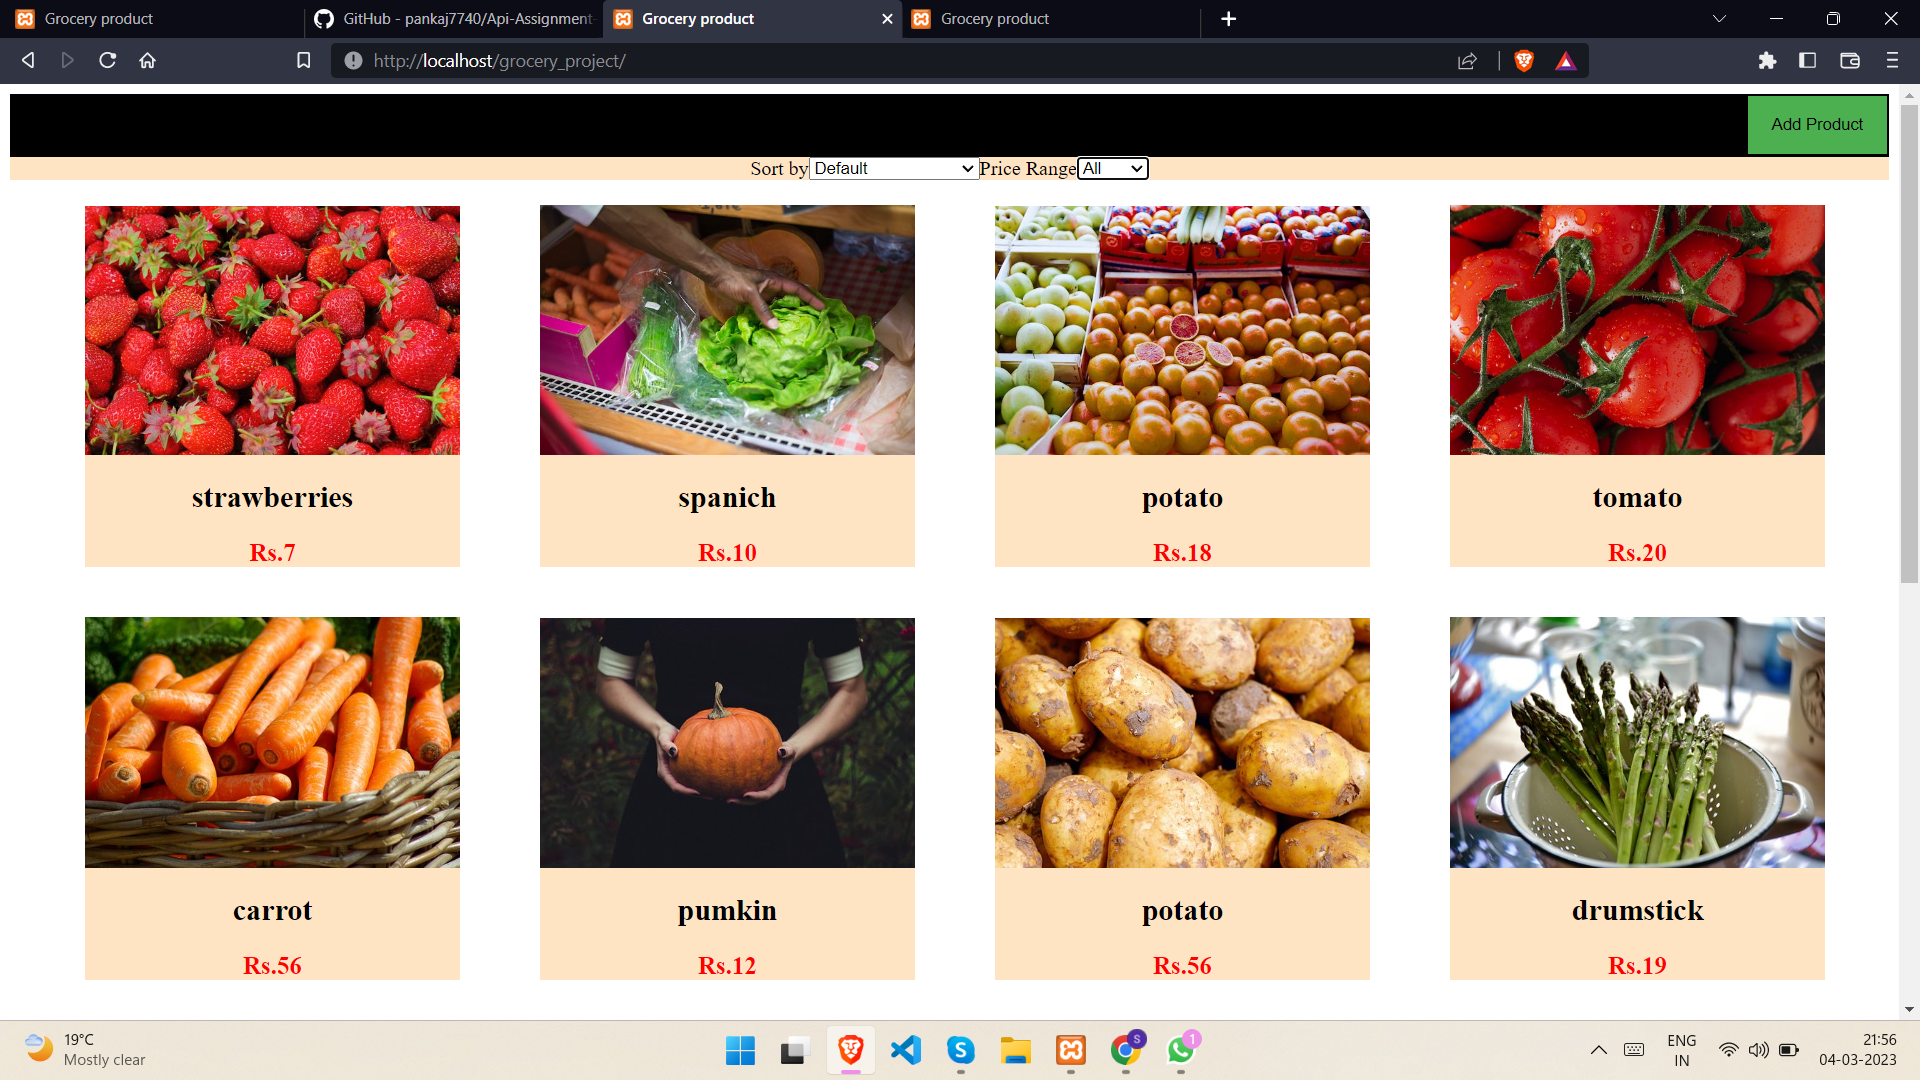 Grocery product
GitHub - pankaj7740/Api-Assignment-
Grocery product
Grocery product
http://localhost/grocery_project/
Add Product
Sort by Default Price Range All
strawberries
Rs.7
spanich
Rs.10
potato
Rs.18
tomato
Rs.20
carrot
Rs.56
pumkin
Rs.12
potato
Rs.56
drumstick
Rs.19
19°C
Mostly clear
S
S
1
ENG
IN
21:56
04-03-2023